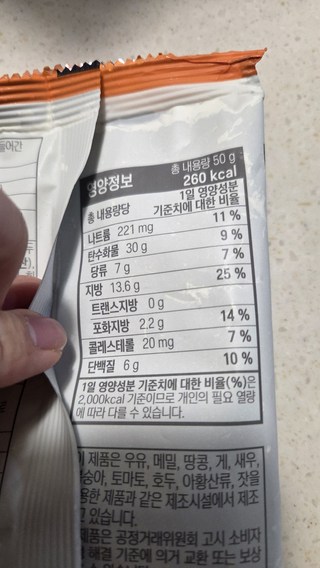 들어간
영양정보
총 내용량 50 g
260 kcal
총 내용량당
1일 영양성분
기준치에 대한 비율
나트륨 221 mg 11 %
탄수화물 30 g 9 %
당류 7 g 7 %
지방 13.6 g 25 %
트랜스지방 0 g
포화지방 2.2 g 14 %
콜레스테롤 20 mg 7 %
단백질 6 g 10 %
1일 영양성분 기준치에 대한 비율(%)은
2,000kcal 기준이므로 개인의 필요 열량
에 따라 다를 수 있습니다.
제품은 우유, 메밀, 땅콩, 게, 새우,
숭아, 토마토, 호두, 아황산류, 잣을
용한 제품과 같은 제조시설에서 제조
있습니다.
제품은 공정거래위원회 고시 소비자
해결 기준에 의거 교환 또는 보상